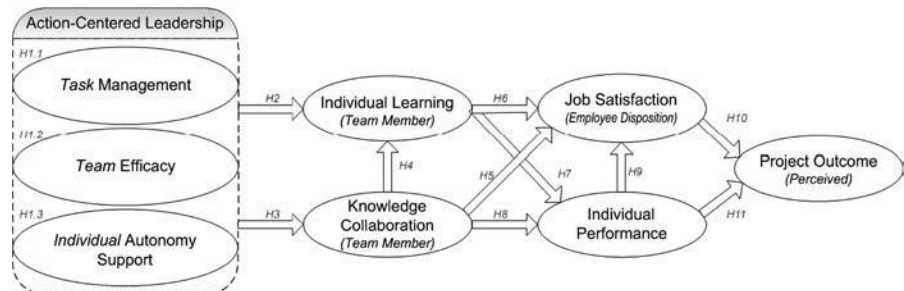 Action-Centered Leadership
H1.1
Task Management
H1.2
Team Efficacy
H1.3
Individual Autonomy
Support
H2
H3
Individual Learning
(Team Member)
H4
Knowledge
Collaboration
(Team Member)
H6
H5
H7
H8
Job Satisfaction
(Employee Disposition)
H9
Individual
Performance
H10
H11
Project Outcome
(Perceived)